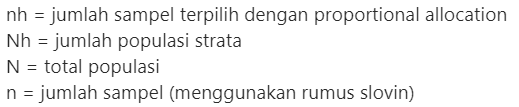 nh = jumlah sampel terpilih dengan proportional allocation
Nh = jumlah populasi strata
N = total populasi
n = jumlah sampel (menggunakan rumus slovin)